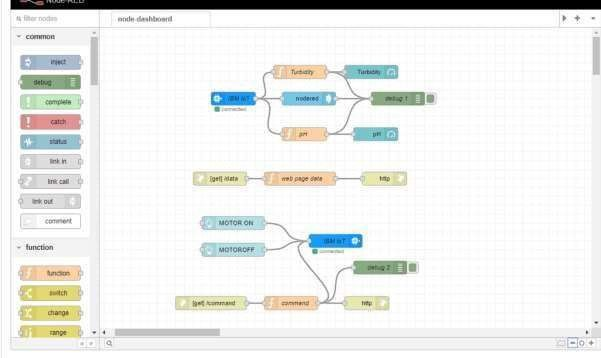 Node-RED
filter nodes
node-dashboard
common
inject
debug
complete
catch
status
link in
link call
link out
comment
function
function
switch
change
range
Turbidity
Turbidity
IBM IoT
connected
nodered
debug 1
pH
pH
[get] /data
web page data
http
MOTOR ON
MOTOROFF
IBM IoT
connected
debug 2
[get] /command
command
http